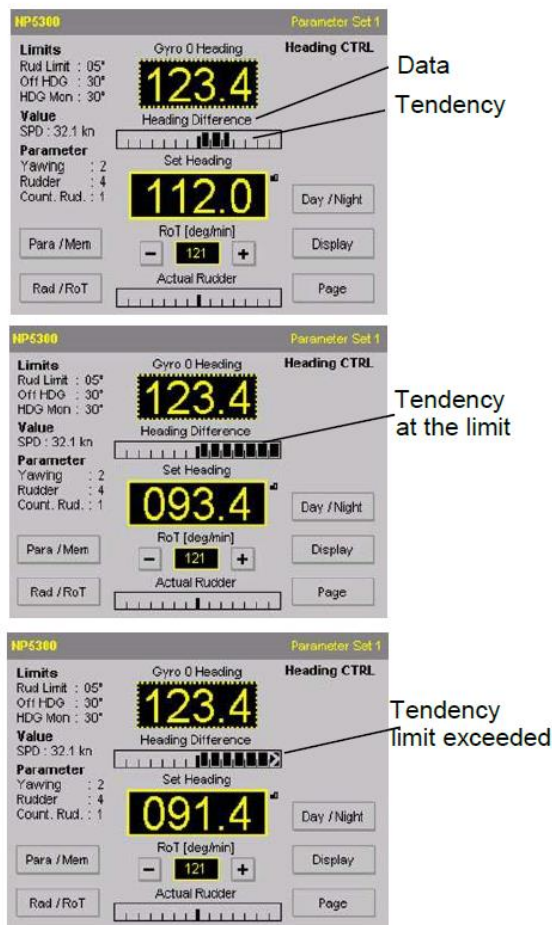 NP5300 Parameter Set 1
Limits Gyro 0 Heading Heading CTRL
Rud Limit : 05°
Off HDG : 30° 123.4
HDG Mon : 30°
Value Heading Difference
SPD : 32.1 kn
Parameter Set Heading
Yawing : 2
Rudder : 4 112.0
Count. Rud. : 1 Day / Night
RoT [deg/min]
Para / Mem − 121 + Display
Actual Rudder
Rad / RoT Page
Data
Tendency
NP5300 Parameter Set 1
Limits Gyro 0 Heading Heading CTRL
Rud Limit : 05°
Off HDG : 30° 123.4
HDG Mon : 30°
Value Heading Difference
SPD : 32.1 kn
Parameter Set Heading
Yawing : 2
Rudder : 4 093.4
Count. Rud. : 1 Day / Night
RoT [deg/min]
Para / Mem − 121 + Display
Actual Rudder
Rad / RoT Page
Tendency
at the limit
NP5300 Parameter Set 1
Limits Gyro 0 Heading Heading CTRL
Rud Limit : 05°
Off HDG : 30° 123.4
HDG Mon : 30°
Value Heading Difference
SPD : 32.1 kn
Parameter Set Heading
Yawing : 2
Rudder : 4 091.4
Count. Rud. : 1 Day / Night
RoT [deg/min]
Para / Mem − 121 + Display
Actual Rudder
Rad / RoT Page
Tendency
limit exceeded